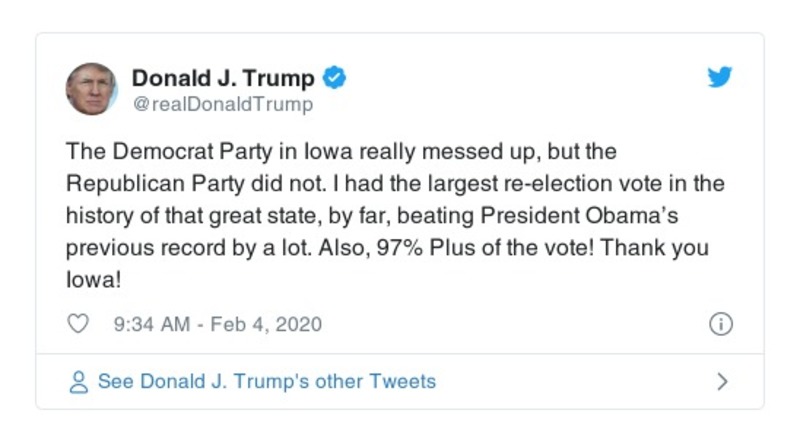 Donald J. Trump
@realDonaldTrump
The Democrat Party in Iowa really messed up, but the
Republican Party did not. I had the largest re-election vote in the
history of that great state, by far, beating President Obama’s
previous record by a lot. Also, 97% Plus of the vote! Thank you
Iowa!
9:34 AM - Feb 4, 2020
See Donald J. Trump's other Tweets